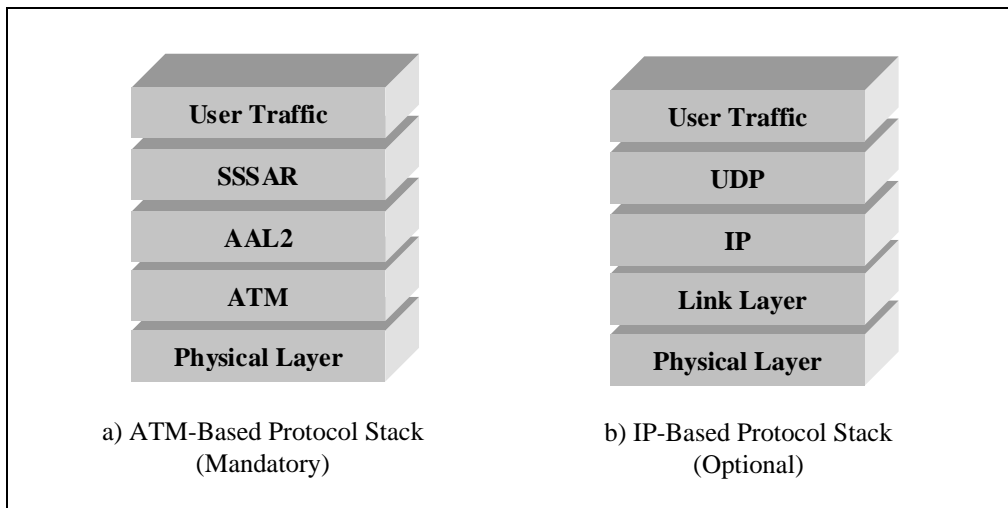 User Traffic
SSSAR
AAL2
ATM
Physical Layer
a) ATM-Based Protocol Stack
(Mandatory)
User Traffic
UDP
IP
Link Layer
Physical Layer
b) IP-Based Protocol Stack
(Optional)